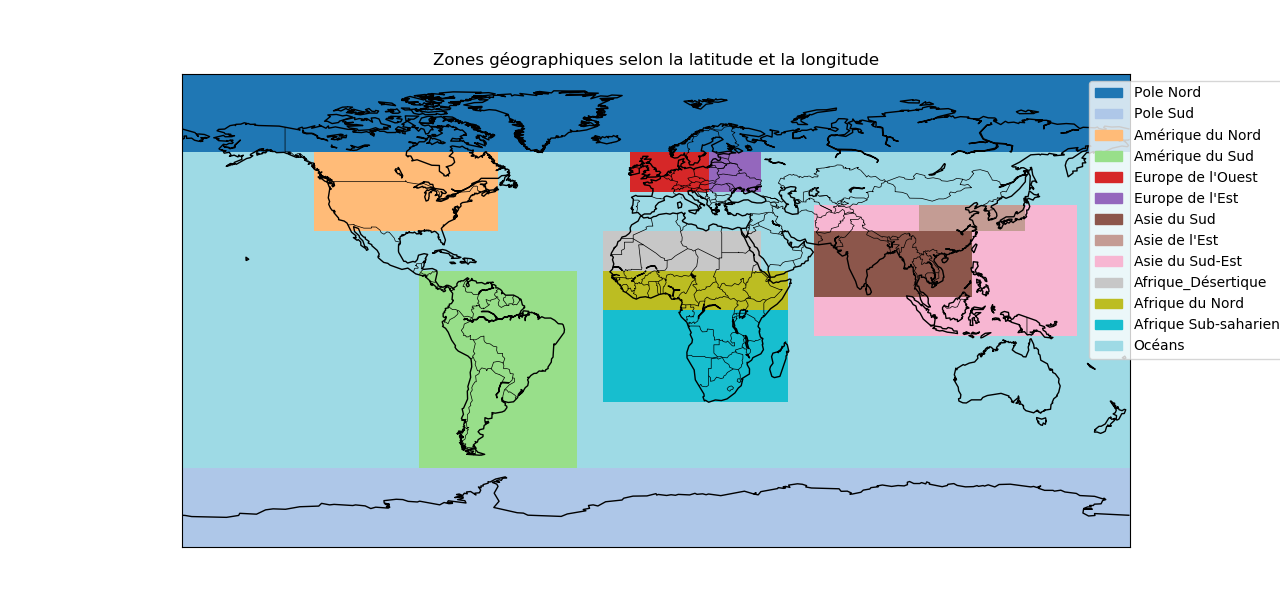 Zones géographiques selon la latitude et la longitude
Pole Nord
Pole Sud
Amérique du Nord
Amérique du Sud
Europe de l'Ouest
Europe de l'Est
Asie du Sud
Asie de l'Est
Asie du Sud-Est
Afrique_Désertique
Afrique du Nord
Afrique Sub-saharien
Océans